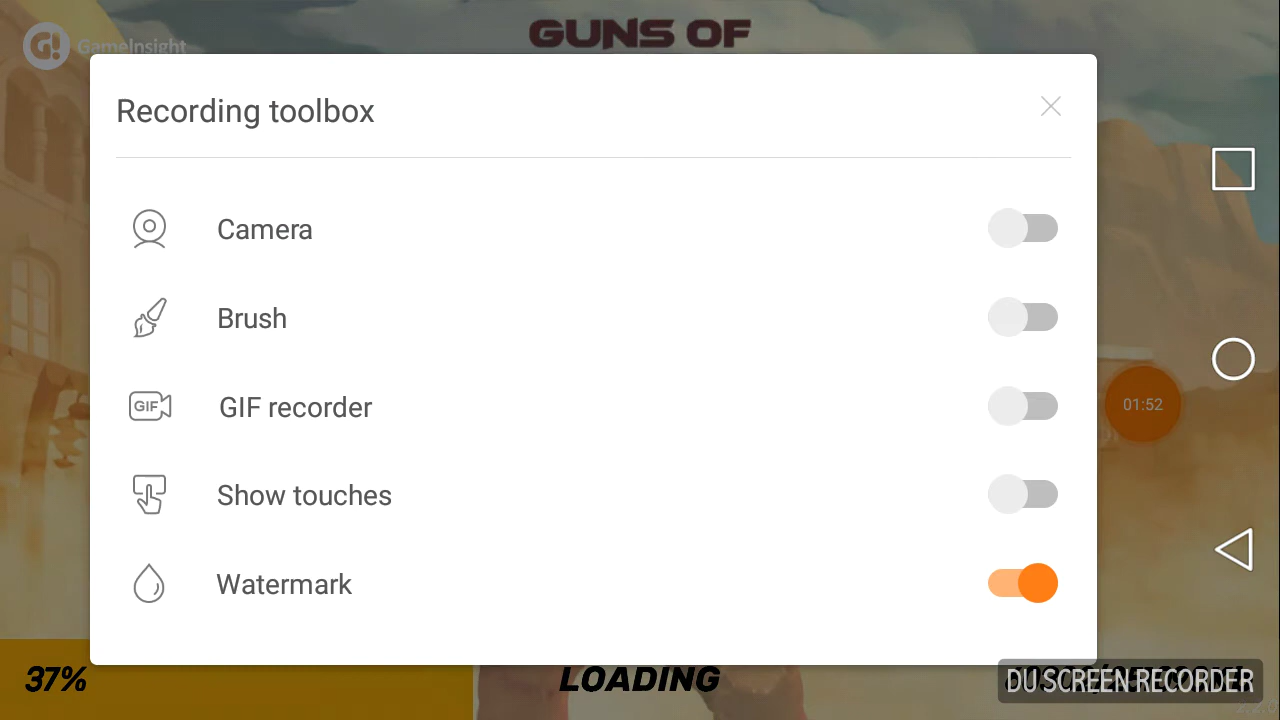 GameInsight
GUNS OF
Recording toolbox
Camera
Brush
GIF
GIF recorder
01:52
Show touches
Watermark
37%
LOADING
DU SCREEN RECORDER